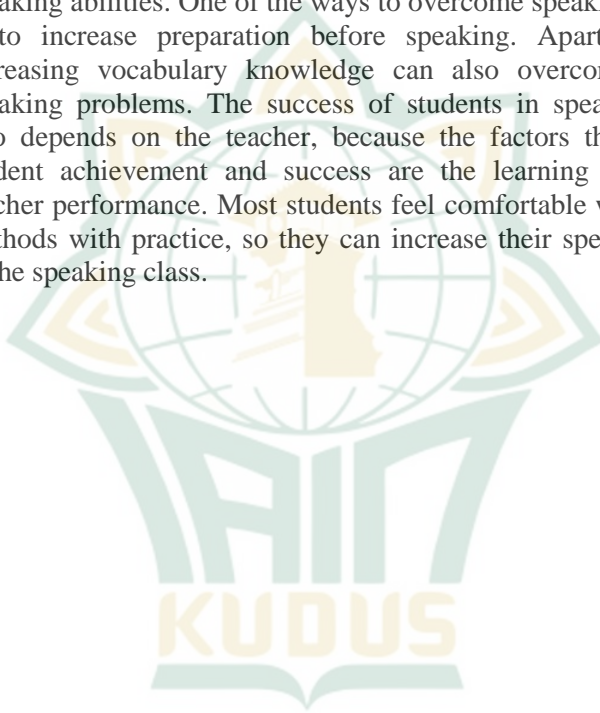 aking abilities. One of the ways to overcome speakin
to increase preparation before speaking. Apart
reasing vocabulary knowledge can also overcor
aking problems. The success of students in spea
o depends on the teacher, because the factors th
dent achievement and success are the learning
cher performance. Most students feel comfortable v
thods with practice, so they can increase their spe
he speaking class.
IAIN
KUDUS